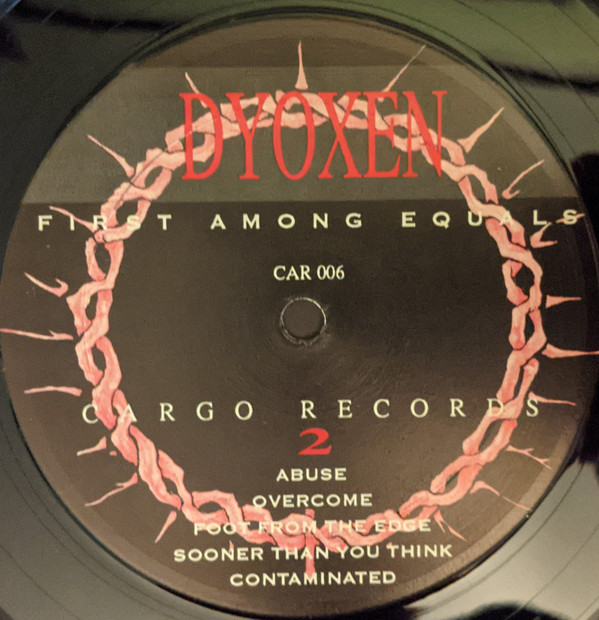 DYOXEN
FIRST AMONG EQUALS
CAR 006
CARGO RECORDS
2
ABUSE
OVERCOME
FOOT FROM THE EDGE
SOONER THAN YOU THINK
CONTAMINATED